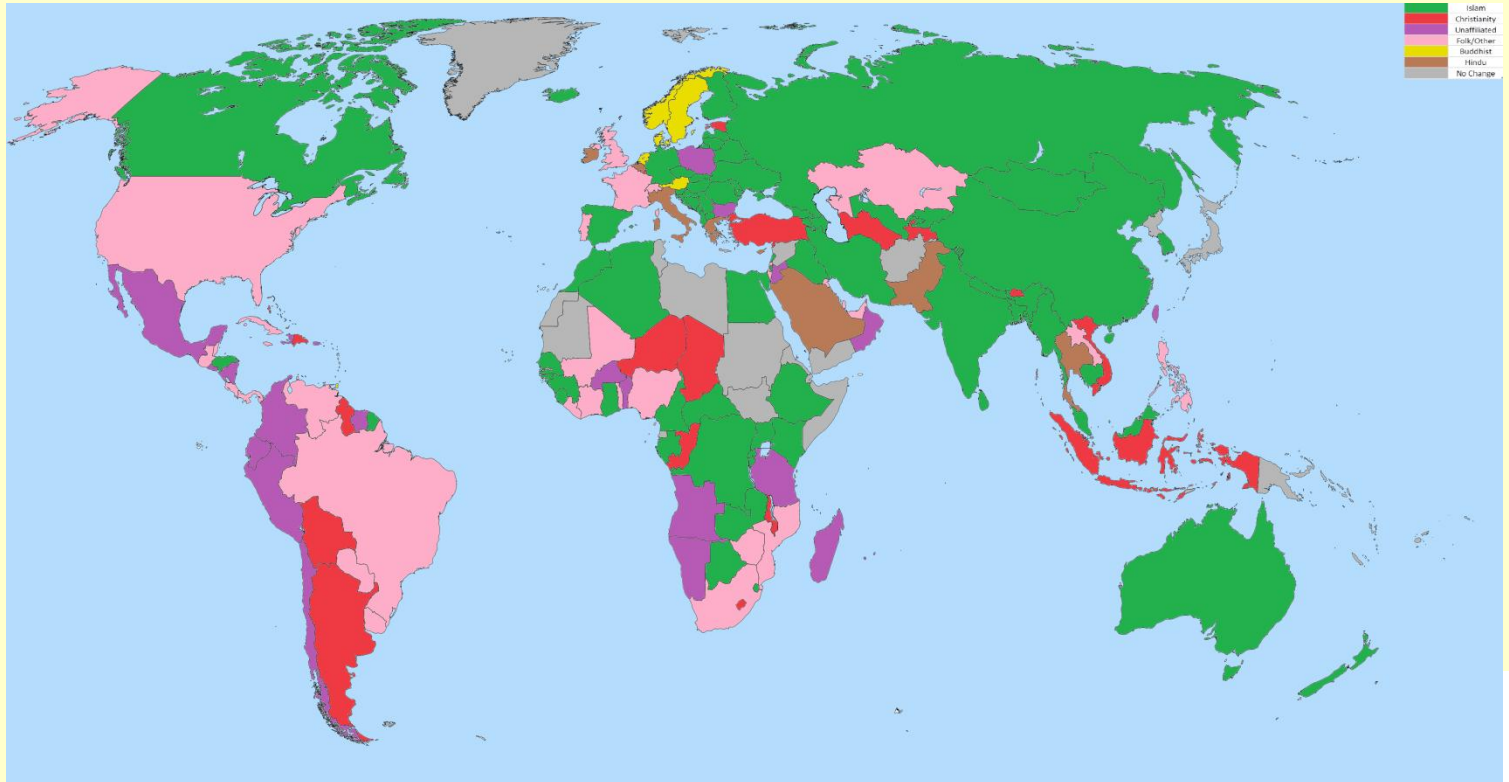 Islam
Christianity
Unaffiliated
Folk/Other
Buddhist
Hindu
No Change